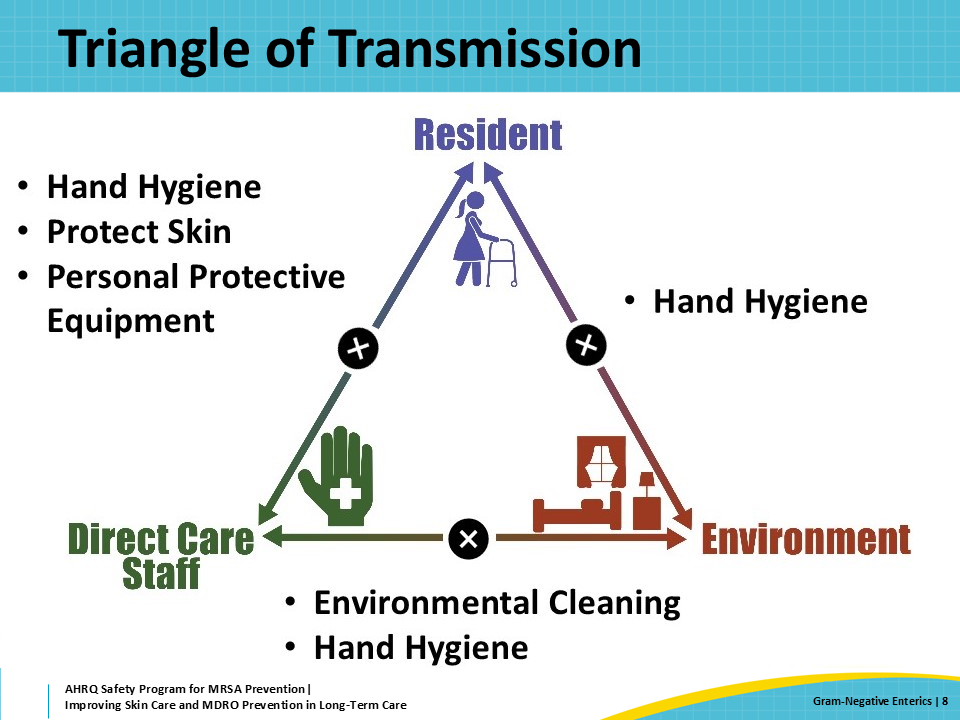 Triangle of Transmission
Resident
• Hand Hygiene
• Protect Skin
• Personal Protective
Equipment
• Hand Hygiene
Direct Care
Staff
Environment
• Environmental Cleaning
• Hand Hygiene
AHRQ Safety Program for MRSA Prevention|
Improving Skin Care and MDRO Prevention in Long-Term Care
Gram-Negative Enterics | 8